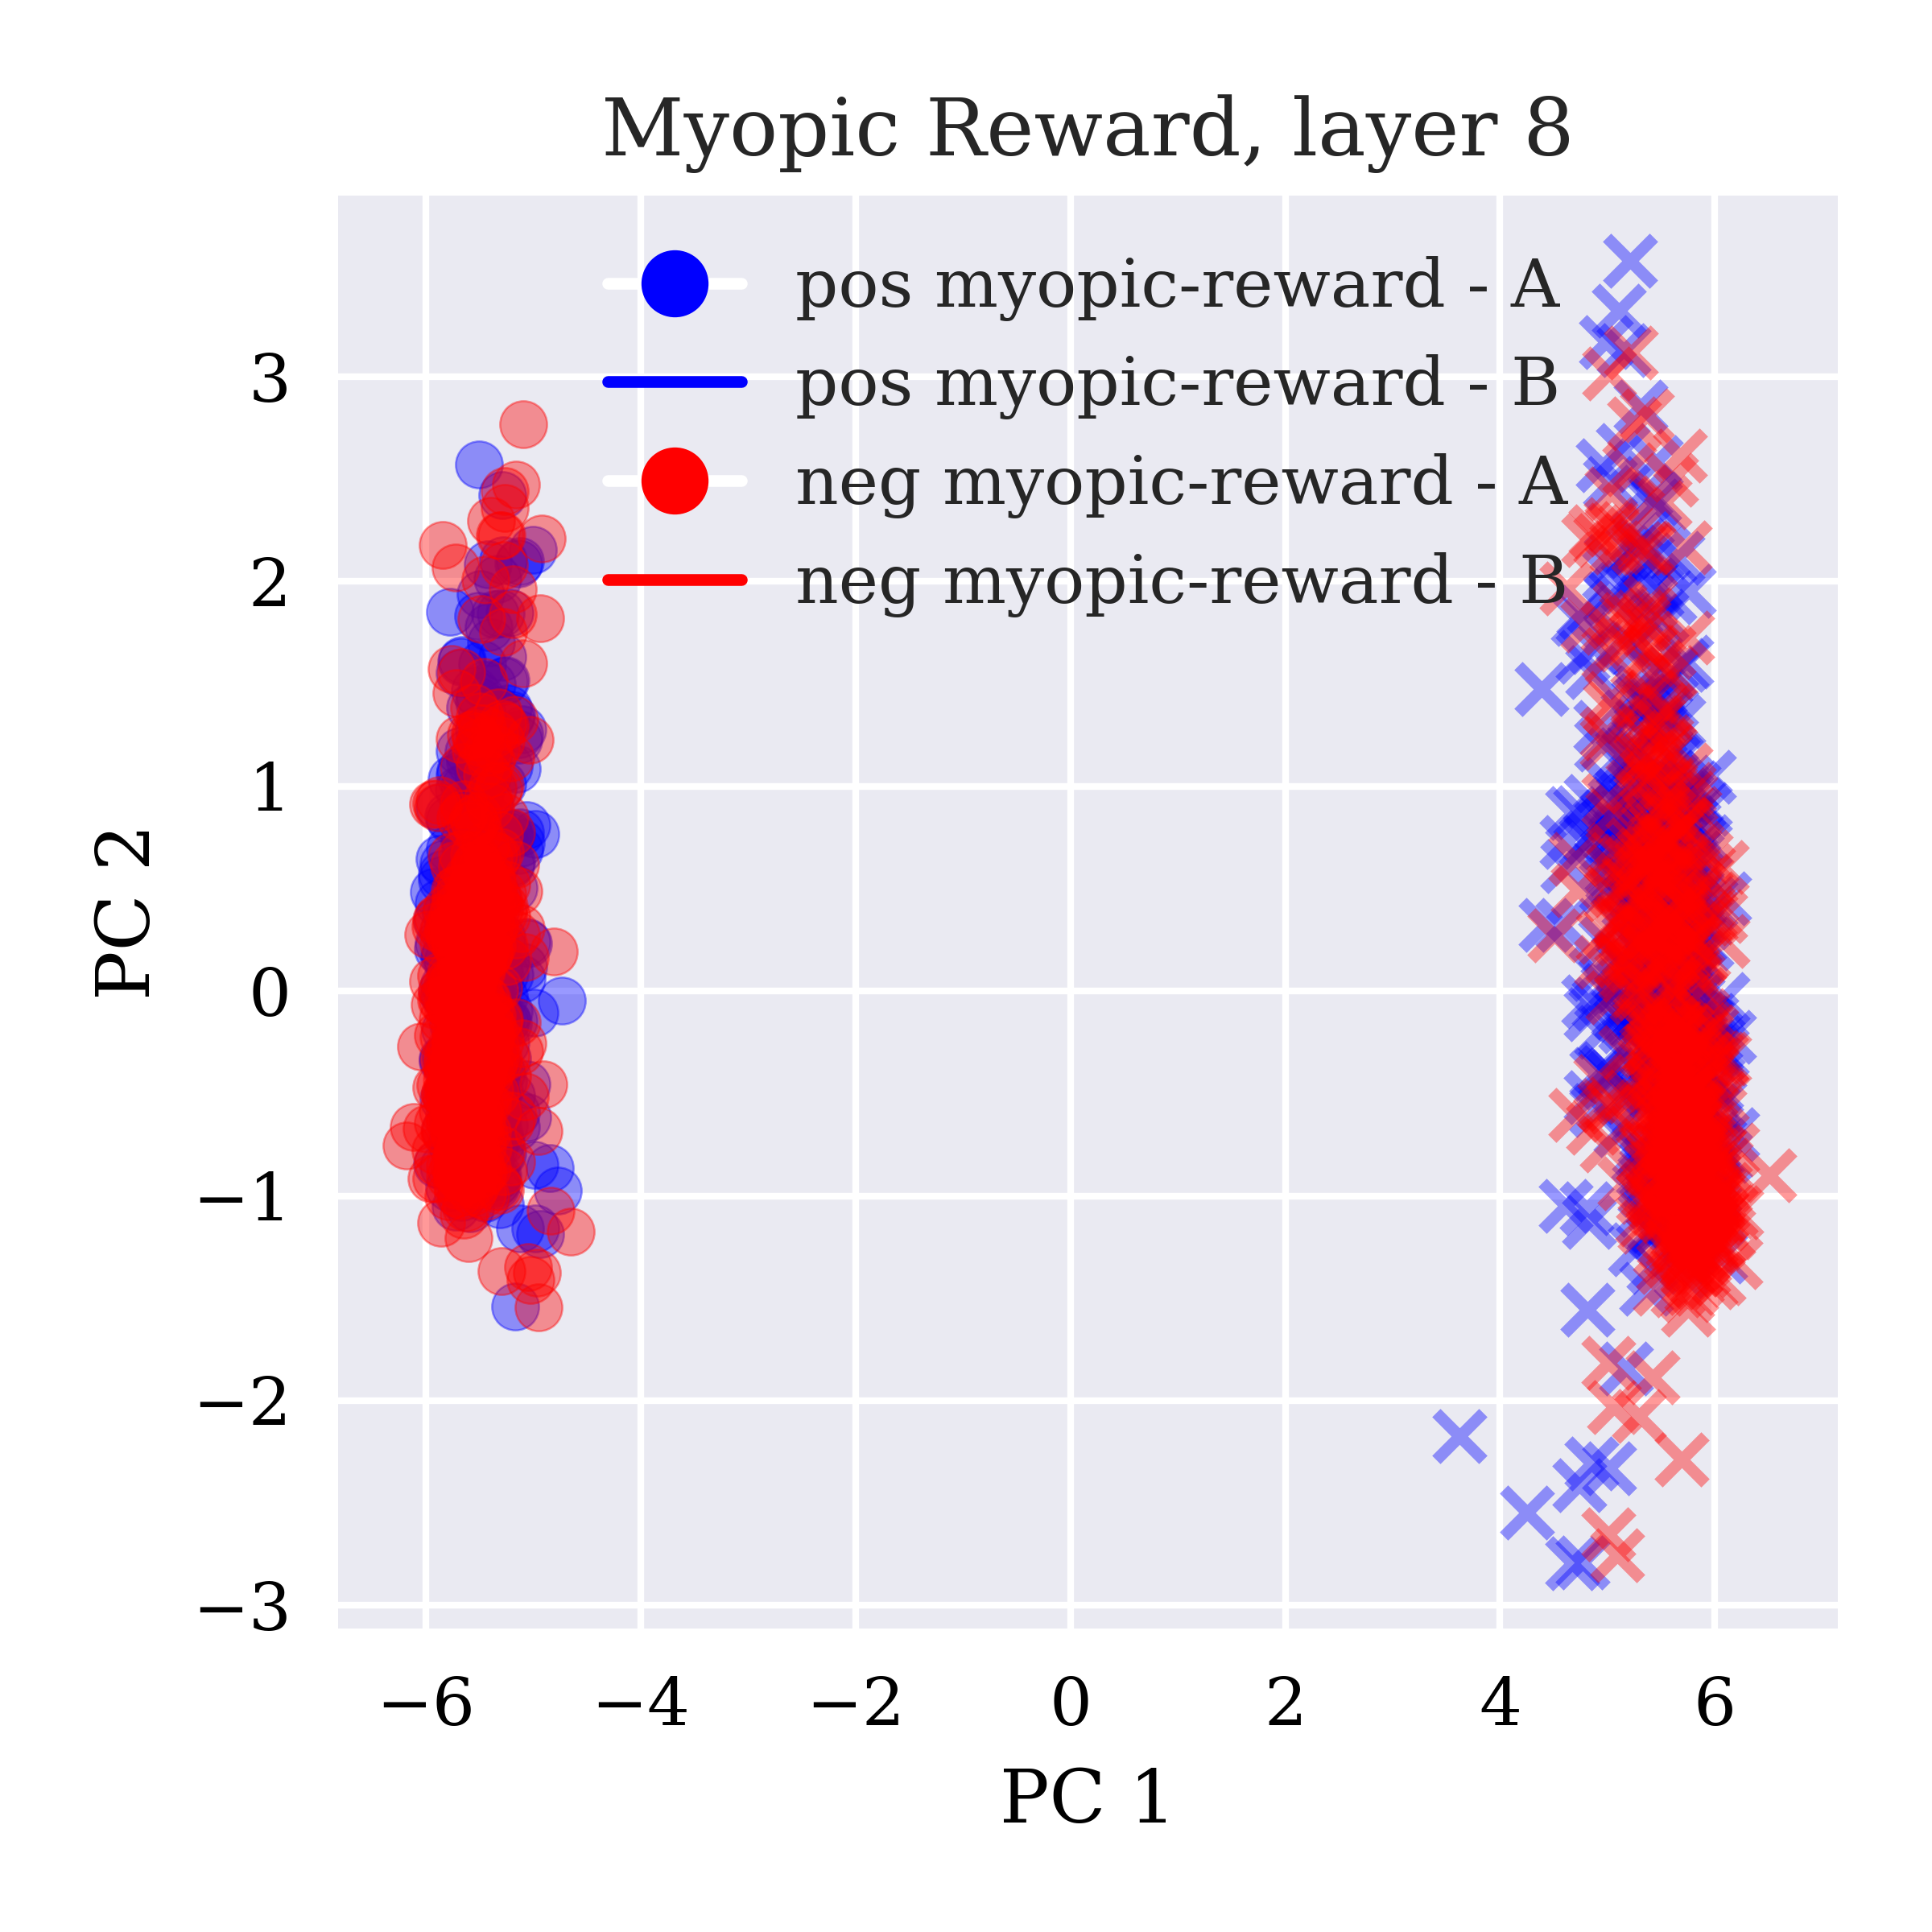 Myopic Reward, layer 8
pos myopic-reward - A
pos myopic-reward - B
neg myopic-reward - A
neg myopic-reward - B
3
2
1
0
−1
−2
−3
PC 2
−6 −4 −2 0 2 4 6
PC 1